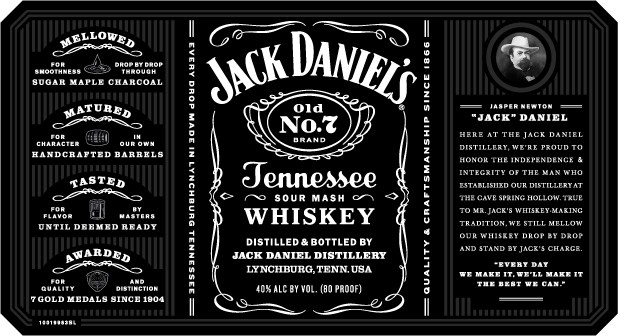 MELLOWED
FOR SMOOTHNESS
DROP BY DROP THROUGH
SUGAR MAPLE CHARCOAL
MATURED
FOR CHARACTER
IN OUR OWN
HANDCRAFTED BARRELS
TASTED
FOR FLAVOR
BY MASTERS
UNTIL DEEMED READY
AWARDED
FOR QUALITY
AND DISTINCTION
7 GOLD MEDALS SINCE 1904
10019983SL
EVERY DROP MADE IN LYNCHBURG TENNESSEE
JACK DANIEL'S
®
Old
No.7
BRAND
Tennessee
SOUR MASH
WHISKEY
DISTILLED & BOTTLED BY
JACK DANIEL DISTILLERY
LYNCHBURG, TENN. USA
40% ALC BY VOL. (80 PROOF)
QUALITY & CRAFTSMANSHIP SINCE 1866
JASPER NEWTON
"JACK" DANIEL
HERE AT THE JACK DANIEL
DISTILLERY, WE'RE PROUD TO
HONOR THE INDEPENDENCE &
INTEGRITY OF THE MAN WHO
ESTABLISHED OUR DISTILLERY AT
THE CAVE SPRING HOLLOW. TRUE
TO MR. JACK'S WHISKEY-MAKING
TRADITION, WE STILL MELLOW
OUR WHISKEY DROP BY DROP
AND STAND BY JACK'S CHARGE.
"EVERY DAY
WE MAKE IT, WE'LL MAKE IT
THE BEST WE CAN."